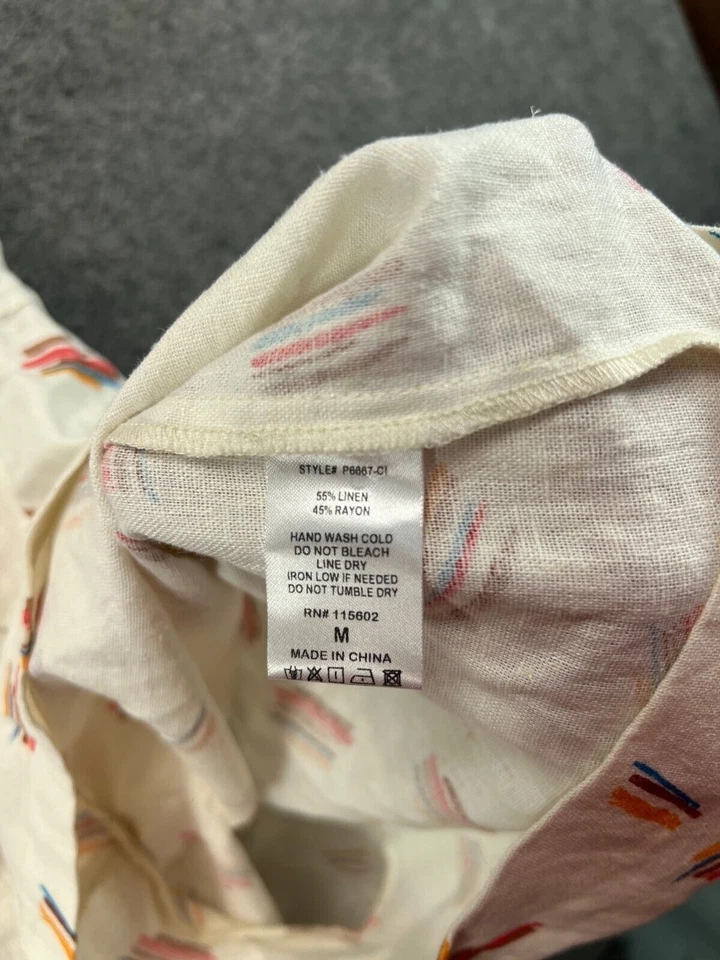 STYLE# P6667-CI
55% LINEN
45% RAYON
HAND WASH COLD
DO NOT BLEACH
LINE DRY
IRON LOW IF NEEDED
DO NOT TUMBLE DRY
RN# 115602
M
MADE IN CHINA